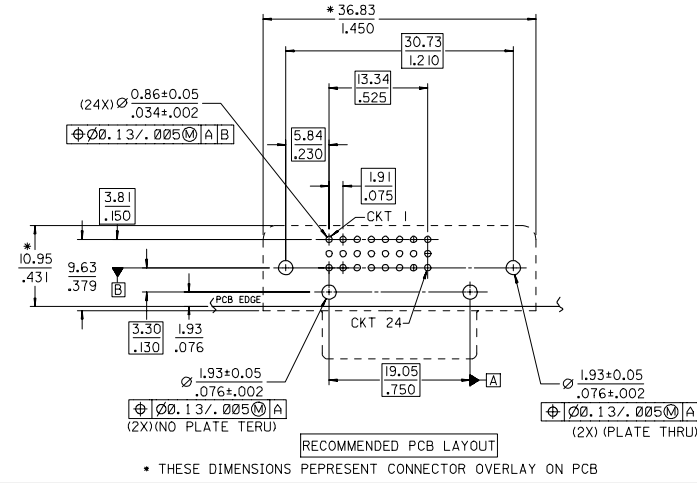 * 36.83
1.450
30.73
1.210
13.34
.525
(24X) Ø 0.86±0.05
.034±.002
⌖ Ø0.13/.005 Ⓜ A B
5.84
.230
1.91
.075
3.81
.150
CKT 1
*
10.95
.431
9.63
.379
B
PCB EDGE
CKT 24
3.30
.130
1.93
.076
19.05
.750
A
Ø 1.93±0.05
.076±.002
⌖ Ø0.13/.005 Ⓜ A
(2X)(NO PLATE TERU)
Ø 1.93±0.05
.076±.002
⌖ Ø0.13/.005 Ⓜ A
(2X) (PLATE THRU)
RECOMMENDED PCB LAYOUT
* THESE DIMENSIONS PEPRESENT CONNECTOR OVERLAY ON PCB